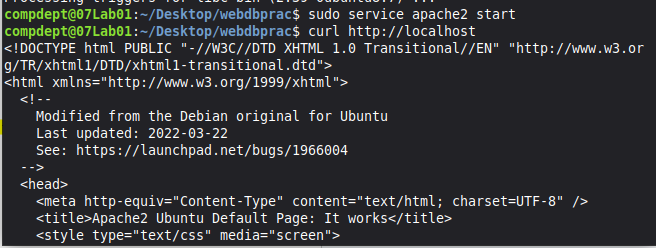 compdept@07Lab01:~/Desktop/webdbprac$ sudo service apache2 start
compdept@07Lab01:~/Desktop/webdbprac$ curl http://localhost
<!DOCTYPE html PUBLIC "-//W3C//DTD XHTML 1.0 Transitional//EN" "http://www.w3.or
g/TR/xhtml1/DTD/xhtml1-transitional.dtd">
<html xmlns="http://www.w3.org/1999/xhtml">
  <!--
    Modified from the Debian original for Ubuntu
    Last updated: 2022-03-22
    See: https://launchpad.net/bugs/1966004
  -->
  <head>
    <meta http-equiv="Content-Type" content="text/html; charset=UTF-8" />
    <title>Apache2 Ubuntu Default Page: It works</title>
    <style type="text/css" media="screen">